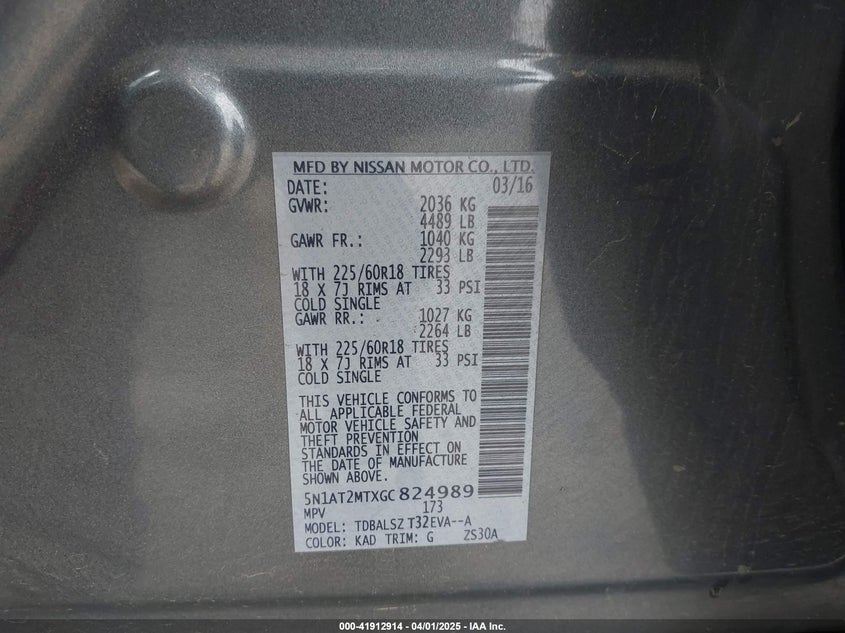 MFD BY NISSAN MOTOR CO., LTD.
DATE: 03/16
GVWR: 2036 KG
4489 LB
GAWR FR.: 1040 KG
2293 LB
WITH 225/60R18 TIRES
18 X 7J RIMS AT 33 PSI
COLD SINGLE
GAWR RR.: 1027 KG
2264 LB
WITH 225/60R18 TIRES
18 X 7J RIMS AT 33 PSI
COLD SINGLE
THIS VEHICLE CONFORMS TO
ALL APPLICABLE FEDERAL
MOTOR VEHICLE SAFETY AND
THEFT PREVENTION
STANDARDS IN EFFECT ON
THE DATE OF MANUFACTURE
SHOWN ABOVE.
5N1AT2MTXGC824989
MPV 173
MODEL: TDBALSZ T32EVA--A
COLOR: KAD TRIM: G ZS30A
000-41912914 - 04/01/2025 - IAA Inc.